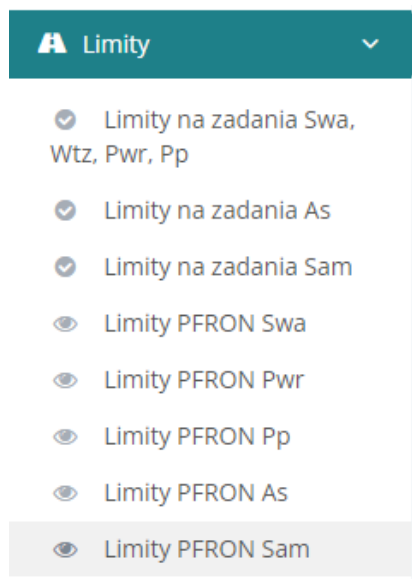 Limity
Limity na zadania Swa,
Wtz, Pwr, Pp
Limity na zadania As
Limity na zadania Sam
Limity PFRON Swa
Limity PFRON Pwr
Limity PFRON Pp
Limity PFRON As
Limity PFRON Sam